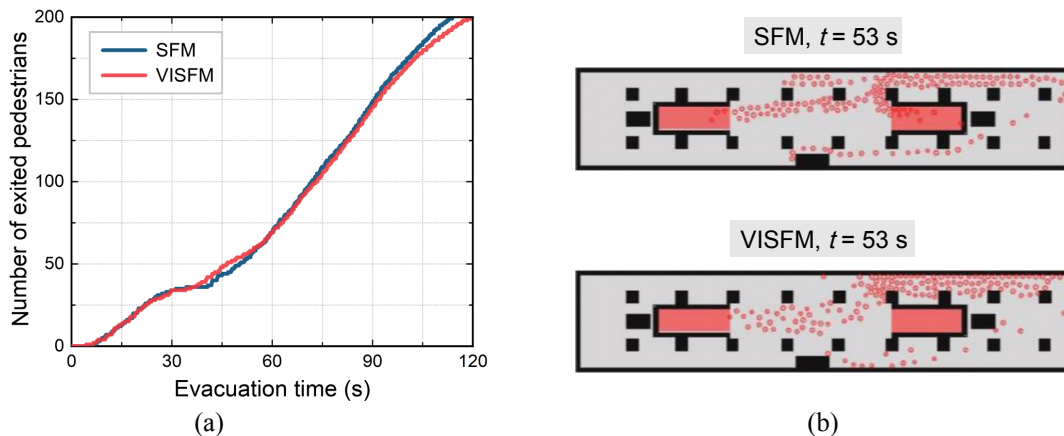 200
150
100
50
0
0 30 60 90 120
Number of exited pedestrians
Evacuation time (s)
SFM
VISFM
(a)
SFM, t = 53 s
VISFM, t = 53 s
(b)